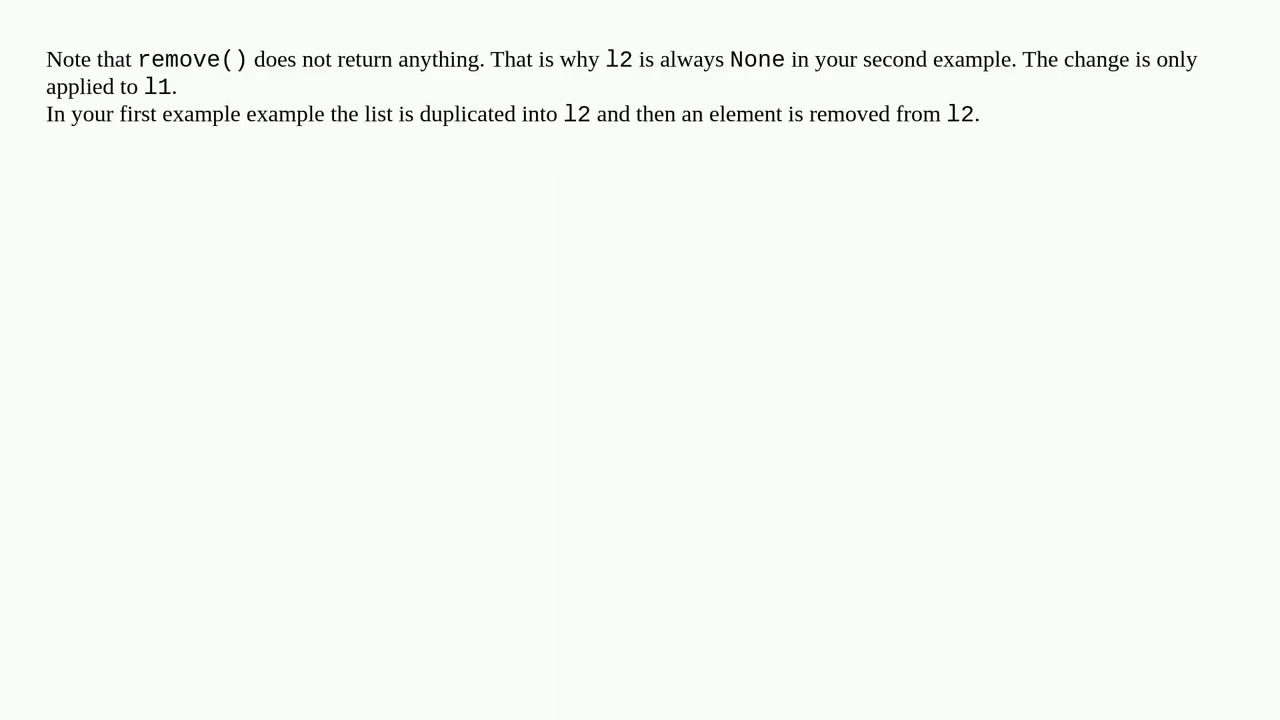 Note that remove() does not return anything. That is why l2 is always None in your second example. The change is only
applied to l1.
In your first example example the list is duplicated into l2 and then an element is removed from l2.